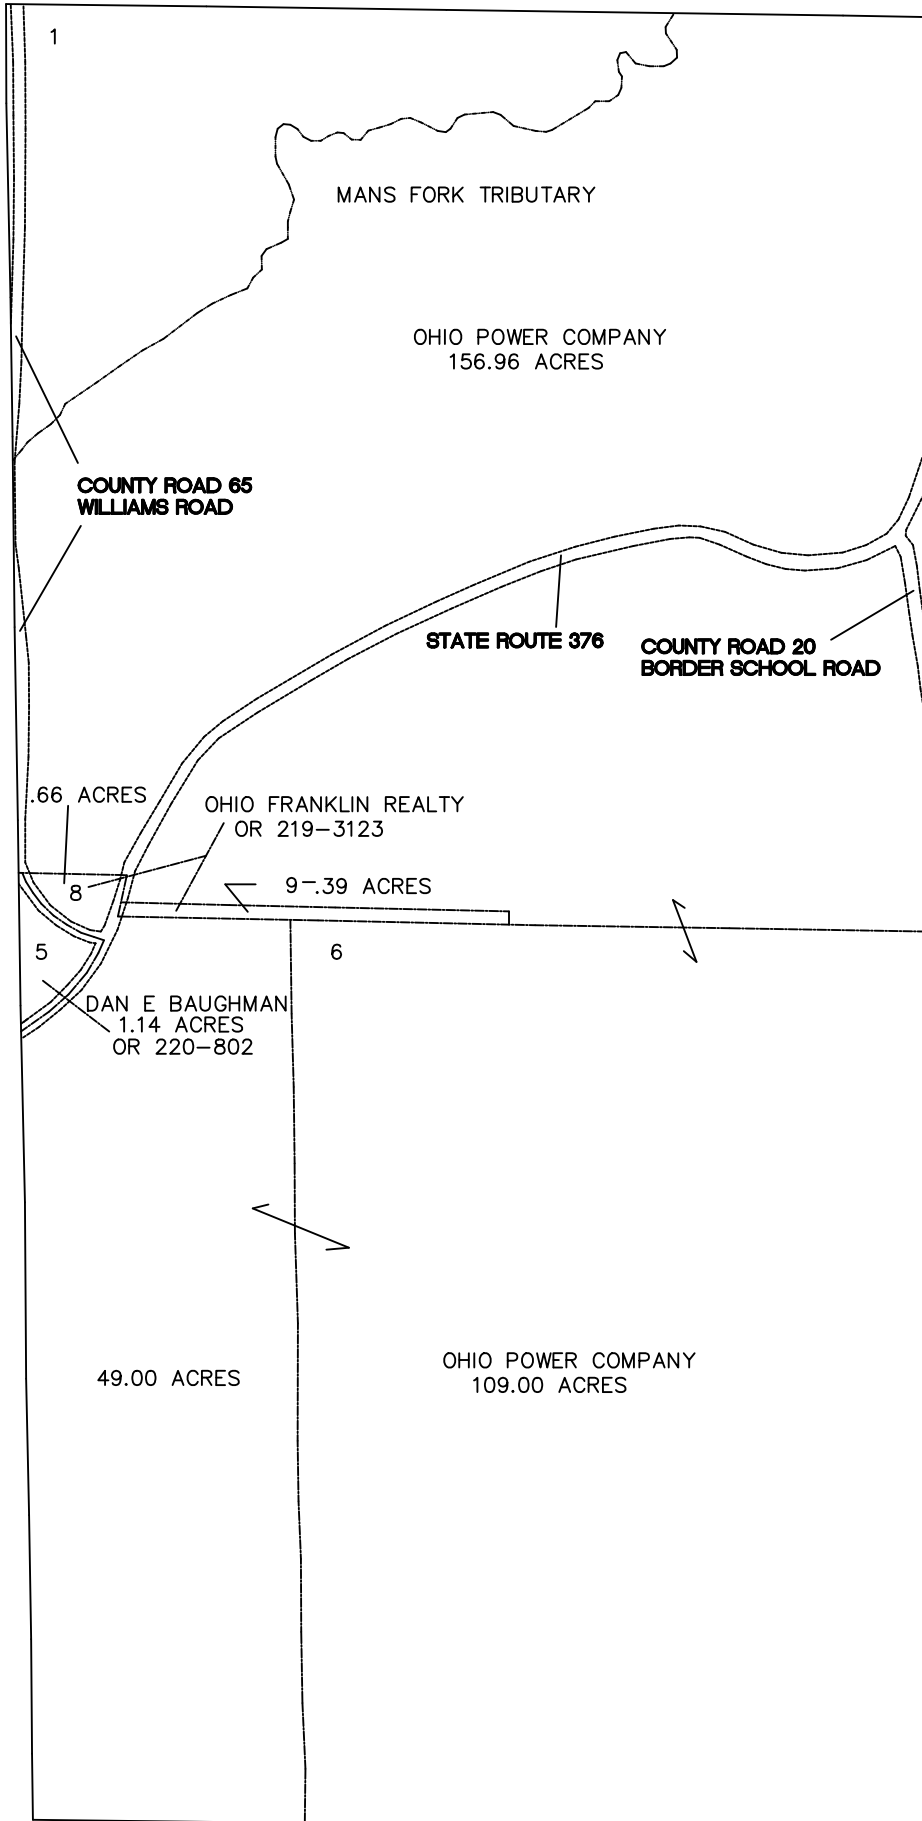 1
MANS FORK TRIBUTARY
OHIO POWER COMPANY
156.96 ACRES
COUNTY ROAD 65
WILLIAMS ROAD
STATE ROUTE 376
COUNTY ROAD 20
BORDER SCHOOL ROAD
.66 ACRES
OHIO FRANKLIN REALTY
OR 219-3123
8
9 .39 ACRES
5
6
DAN E BAUGHMAN
1.14 ACRES
OR 220-802
49.00 ACRES
OHIO POWER COMPANY
109.00 ACRES